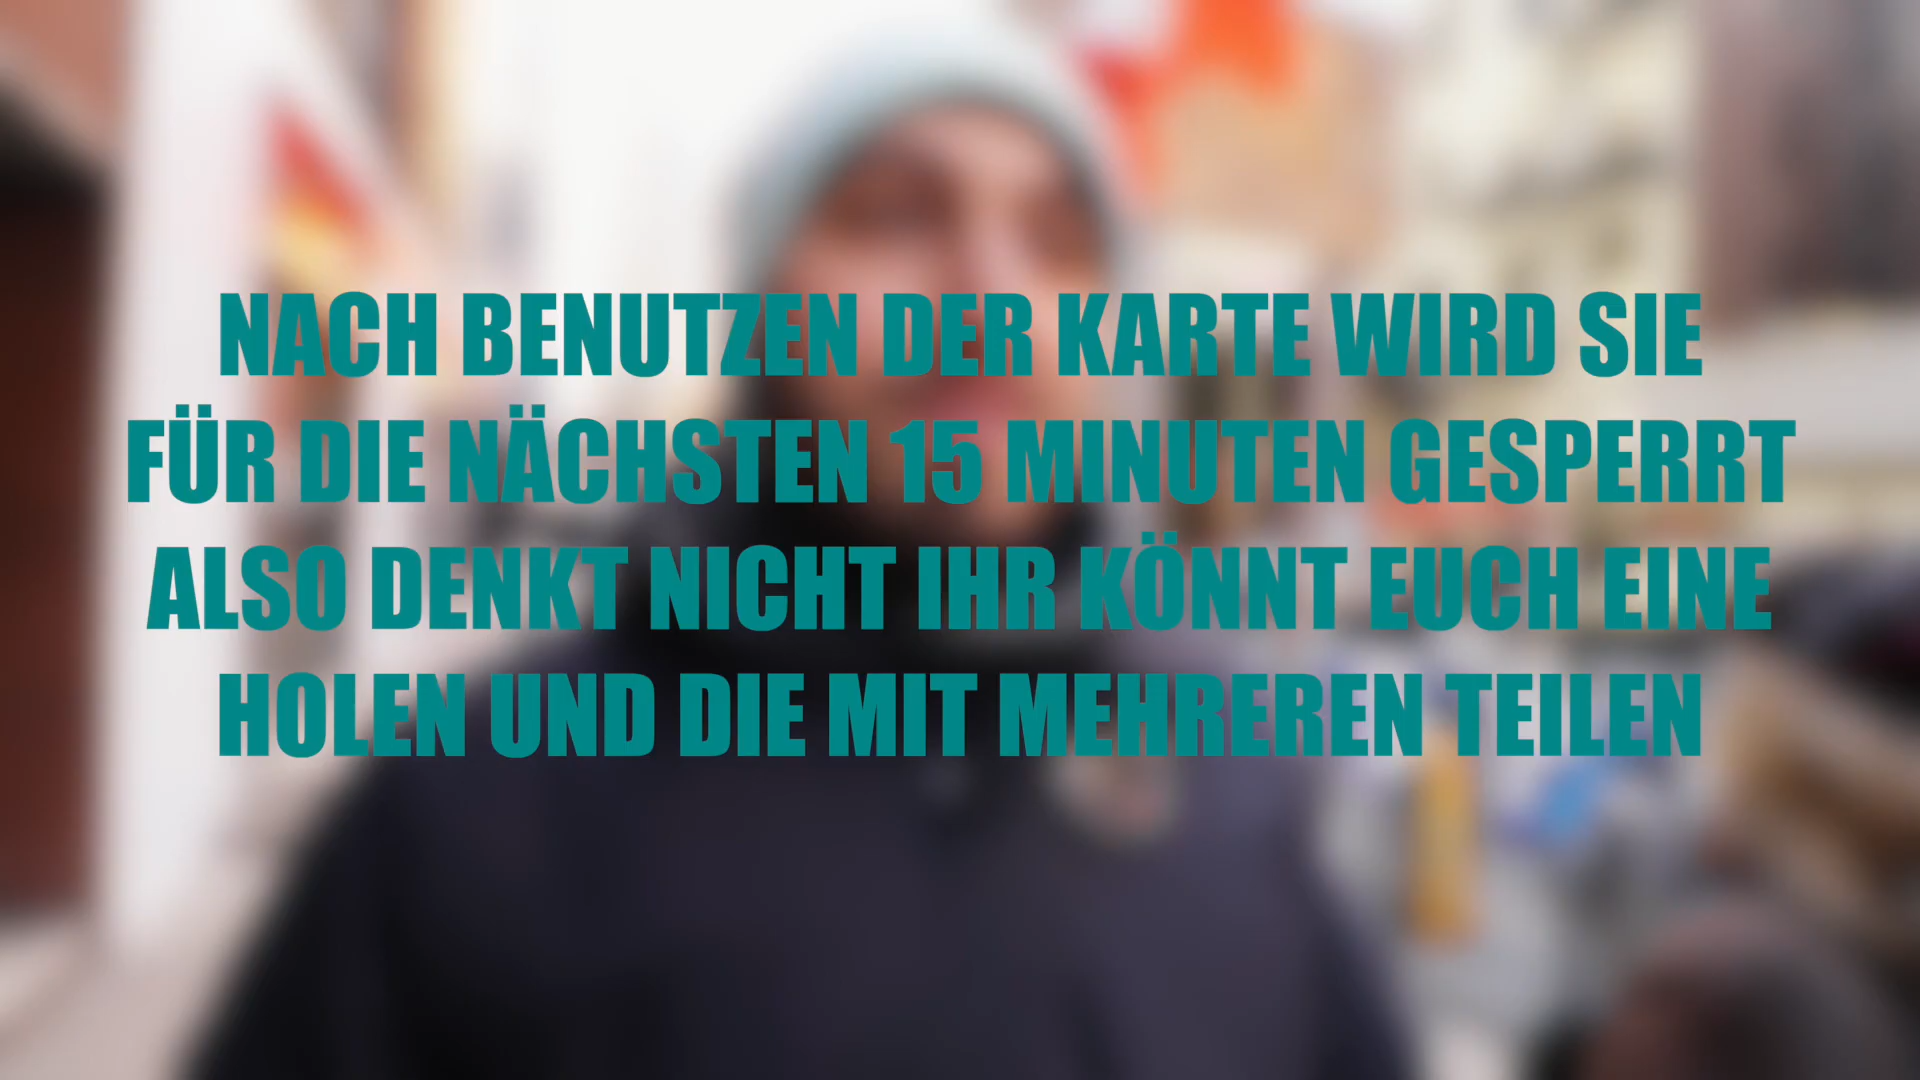 NACH BENUTZEN DER KARTE WIRD SIE
FÜR DIE NÄCHSTEN 15 MINUTEN GESPERRT
ALSO DENKT NICHT IHR KÖNNT EUCH EINE
HOLEN UND DIE MIT MEHREREN TEILEN